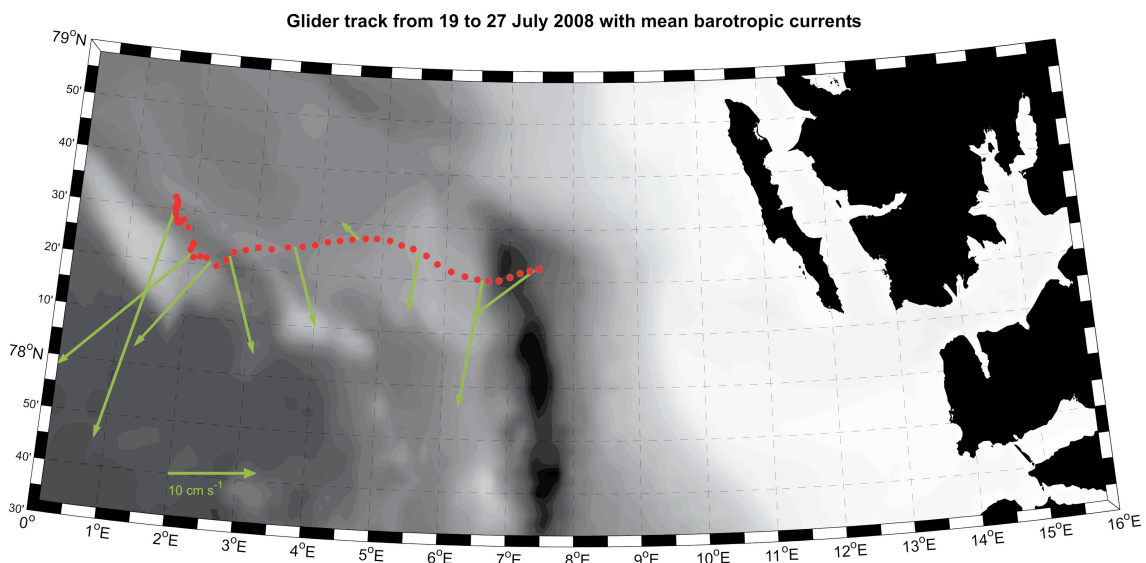 Glider track from 19 to 27 July 2008 with mean barotropic currents
79°N
50'
40'
30'
20'
10'
78°N
50'
40'
30'
10 cm s⁻¹
0°
1°E
2°E
3°E
4°E
5°E
6°E
7°E
8°E
9°E
10°E
11°E
12°E
13°E
14°E
15°E
16°E